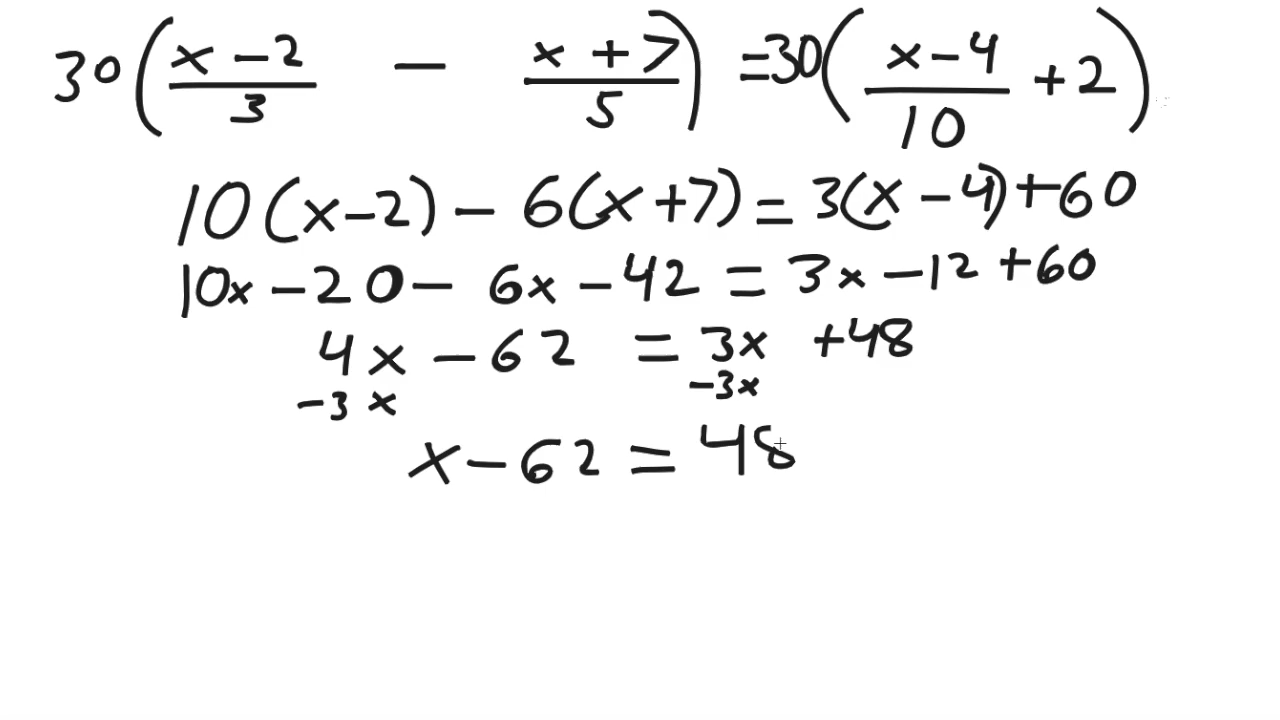 30(x-2/3 - x+7/5) =30(x-4/10 +2)
10(x-2) - 6(x+7) = 3(x-4)+60
10x -20 - 6x -42 = 3x -12 +60
4x -62 = 3x +48
-3x -3x
x-62 = 48